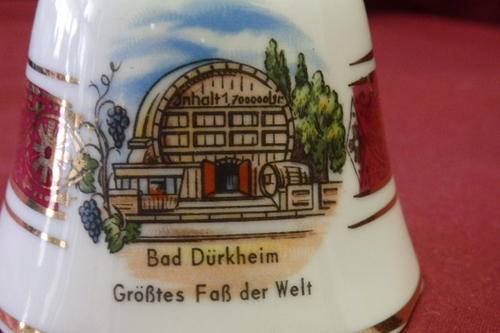 Inhalt 1,700000 Ltr.
Bad Dürkheim
Größtes Faß der Welt